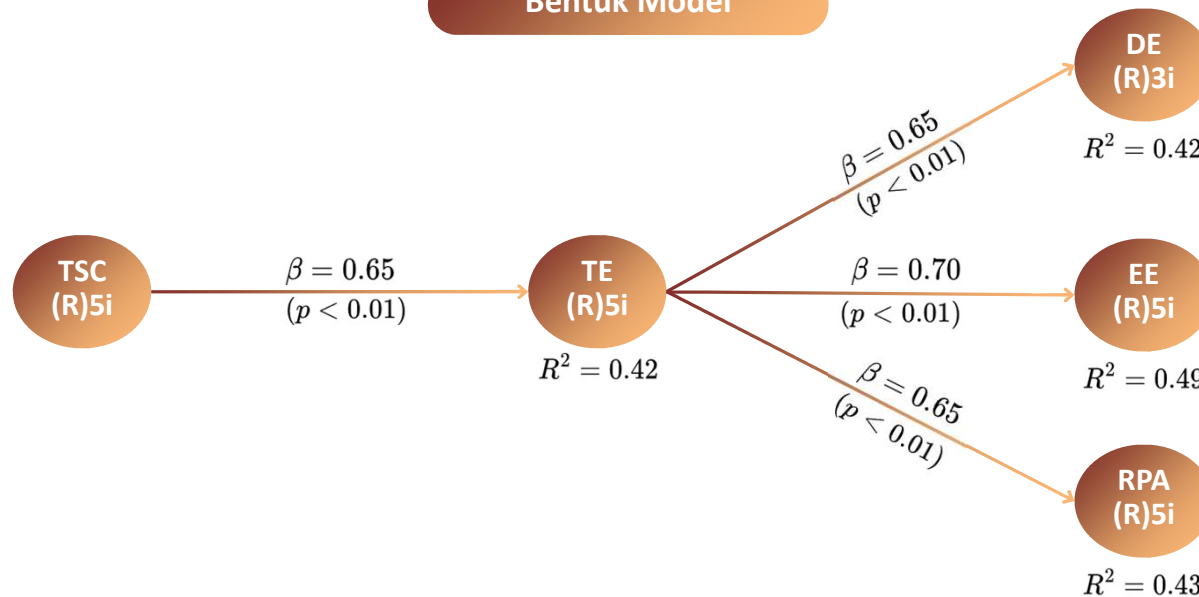 Bentuk Model
DE
(R)3i
R² = 0.42
β = 0.65
(p < 0.01)
TSC
(R)5i
β = 0.65
(p < 0.01)
TE
(R)5i
R² = 0.42
β = 0.70
(p < 0.01)
EE
(R)5i
R² = 0.49
β = 0.65
(p < 0.01)
RPA
(R)5i
R² = 0.43